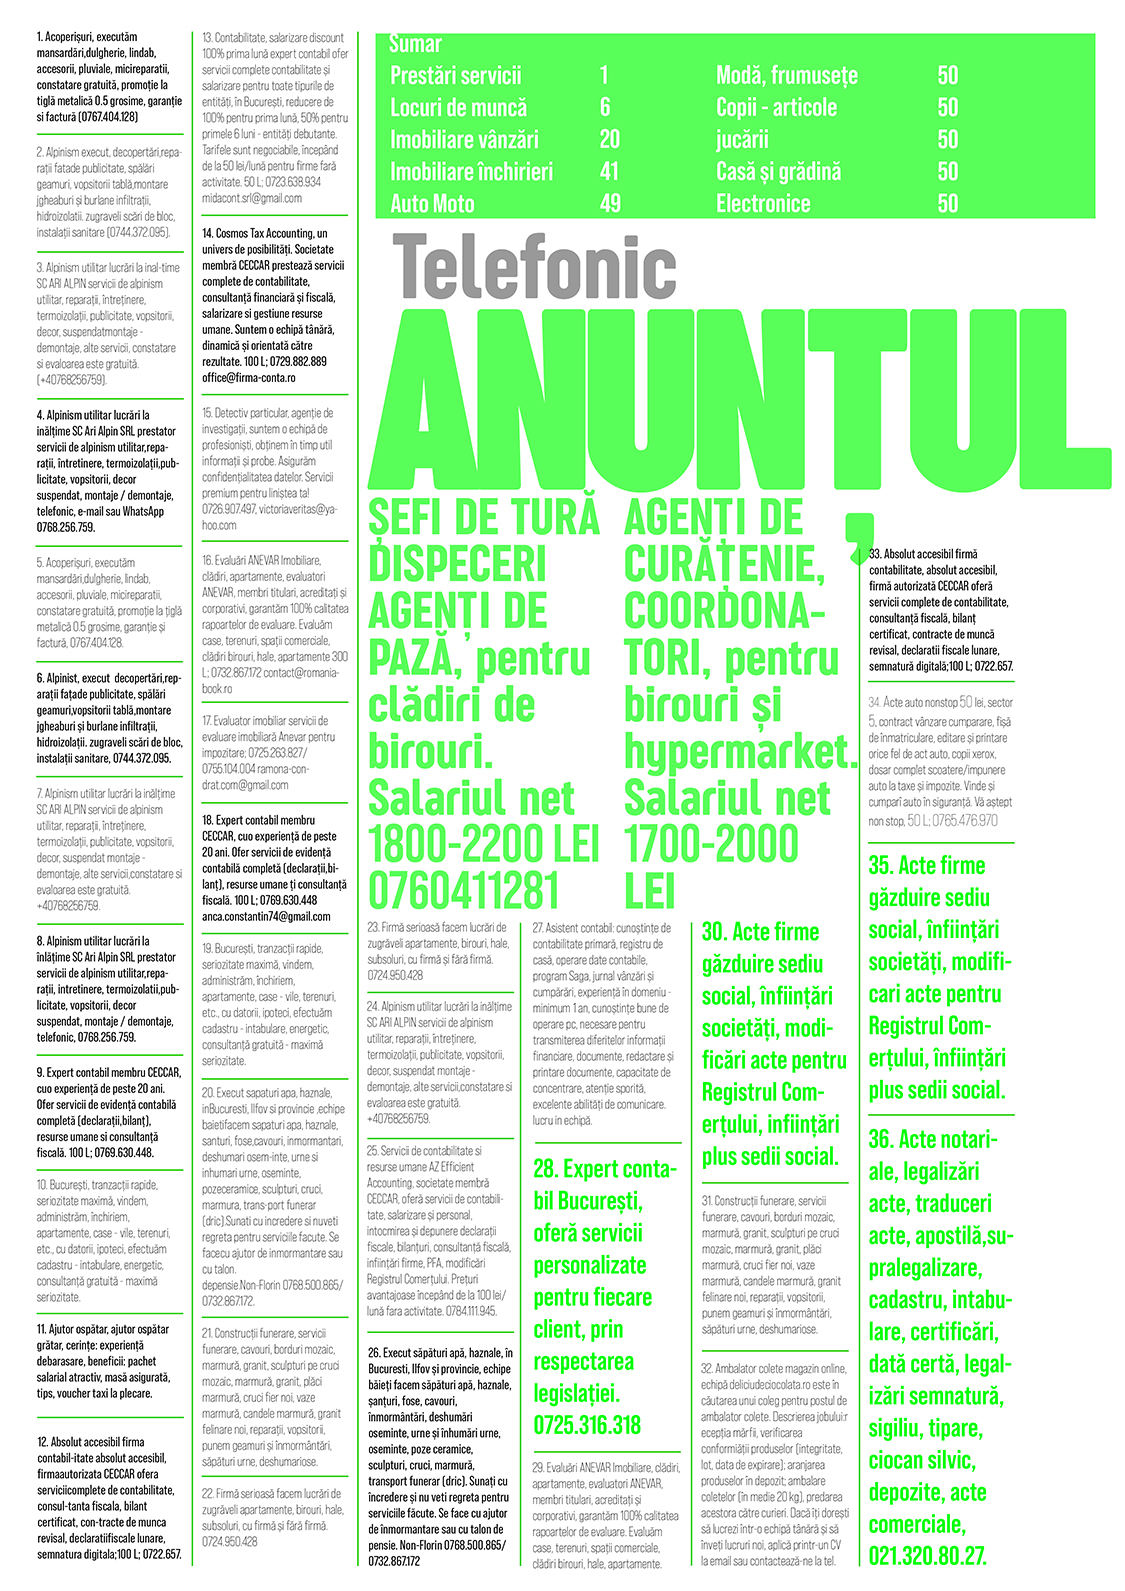 1. Acoperișuri, executăm
mansardări,dulgherie, lindab,
accesorii, pluviale, micireparatii,
constatare gratuită, promoție la
țiglă metalică 0.5 grosime, garanție
si factură (0767.404.128)
2. Alpinism execut, decopertări,repa-
rații fatade publicitate, spălări
geamuri, vopsitorii tablă,montare
jgheaburi și burlane infiltrații,
hidroizolatii. zugraveli scări de bloc,
instalații sanitare (0744.372.095).
3. Alpinism utilitar lucrări la inal-time
SC ARI ALPIN servicii de alpinism
utilitar, reparații, întreținere,
termoizolații, publicitate, vopsitorii,
decor, suspendatmontaje -
demontaje, alte servicii, constatare
si evaloarea este gratuită.
(+40768256759).
4. Alpinism utilitar lucrări la
inălțime SC Ari Alpin SRL prestator
servicii de alpinism utilitar,repa-
rații, întretinere, termoizolații,pub-
licitate, vopsitorii, decor
suspendat, montaje / demontaje,
telefonic, e-mail sau WhatsApp
0768.256.759.
5. Acoperișuri, executăm
mansardări,dulgherie, lindab,
accesorii, pluviale, micireparatii,
constatare gratuită, promoție la țiglă
metalică 0.5 grosime, garanție și
factură, 0767.404.128.
6. Alpinist, execut decopertări,rep-
arații fațade publicitate, spălări
geamuri,vopsitorii tablă,montare
jgheaburi și burlane infiltrații,
hidroizolații. zugraveli scări de bloc,
instalații sanitare, 0744.372.095.
7. Alpinism utilitar lucrări la inălțime
SC ARI ALPIN servicii de alpinism
utilitar, reparații, întreținere,
termoizolații, publicitate, vopsitorii,
decor, suspendat montaje -
demontaje, alte servicii,constatare si
evaloarea este gratuită.
+40768256759.
8. Alpinism utilitar lucrări la
înlățime SC Ari Alpin SRL prestator
servicii de alpinism utilitar,repa-
rații, intretinere, termoizolatii,pub-
licitate, vopsitorii, decor
suspendat, montaje / demontaje,
telefonic, 0768.256.759.
9. Expert contabil membru CECCAR,
cuo experiență de peste 20 ani.
Ofer servicii de evidență contabilă
completă (declarații,bilanț),
resurse umane si consultanță
fiscală. 100 L; 0769.630.448.
10. București, tranzacții rapide,
seriozitate maximă, vindem,
administrăm, închiriem,
apartamente, case - vile, terenuri,
etc., cu datorii, ipoteci, efectuăm
cadastru - intabulare, energetic,
consultanță gratuită - maximă
seriozitate.
11. Ajutor ospătar, ajutor ospătar
grătar, cerințe: experiență
debarasare, beneficii: pachet
salarial atractiv, masă asigurată,
tips, voucher taxi la plecare.
12. Absolut accesibil firma
contabil-itate absolut accesibil,
firmaautorizata CECCAR ofera
serviciicomplete de contabilitate,
consul-tanta fiscala, bilant
certificat, con-tracte de munca
revisal, declaratiifiscale lunare,
semnatura digitala;100 L; 0722.657.
13. Contabilitate, salarizare discount
100% prima lună expert contabil ofer
servicii complete contabilitate și
salarizare pentru toate tipurile de
entități, în București, reducere de
100% pentru prima lună, 50% pentru
primele 6 luni - entități debutante.
Tarifele sunt negociabile, începând
de la 50 lei/lună pentru firme fară
activitate. 50 L; 0723.638.934
midacont.srl@gmail.com
14. Cosmos Tax Accounting, un
univers de posibilități. Societate
membră CECCAR prestează servicii
complete de contabilitate,
consultanță financiară și fiscală,
salarizare si gestiune resurse
umane. Suntem o echipă tânără,
dinamică și orientată către
rezultate. 100 L; 0729.882.889
office@firma-conta.ro
15. Detectiv particular, agenție de
investigații, suntem o echipă de
profesioniști, obținem în timp util
informații și probe. Asigurăm
confidențialitatea datelor. Servicii
premium pentru liniștea ta!
0726.907.497, victoriaveritas@ya-
hoo.com
16. Evaluări ANEVAR Imobiliare,
clădiri, apartamente, evaluatori
ANEVAR, membri titulari, acreditați și
corporativi, garantăm 100% calitatea
rapoartelor de evaluare. Evaluăm
case, terenuri, spații comerciale,
clădiri birouri, hale, apartamente 300
L; 0732.867.172 contact@romania-
book.ro
17. Evaluator imobiliar servicii de
evaluare imobiliară Anevar pentru
impozitare; 0725.263.827/
0755.104.004 ramona-con-
drat.com@gmail.com
18. Expert contabil membru
CECCAR, cuo experiență de peste
20 ani. Ofer servicii de evidență
contabilă completă (declarații,bi-
lanț), resurse umane ți consultanță
fiscală. 100 L; 0769.630.448
anca.constantin74@gmail.com
19. București, tranzacții rapide,
seriozitate maximă, vindem,
administrăm, închiriem,
apartamente, case - vile, terenuri,
etc., cu datorii, ipoteci, efectuăm
cadastru - intabulare, energetic,
consultanță gratuită - maximă
seriozitate.
20. Execut sapaturi apa, haznale,
inBucuresti, Ilfov si provincie ,echipe
baietifacem sapaturi apa, haznale,
santuri, fose,cavouri, inmormantari,
deshumari osem-inte, urne si
inhumari urne, oseminte,
pozeceramice, sculpturi, cruci,
marmura, trans-port funerar
(dric).Sunati cu incredere si nuveti
regreta pentru serviciile facute. Se
facecu ajutor de inmormantare sau
cu talon.
depensie.Non-Florin 0768.500.865/
0732.867.172.
21. Construcții funerare, servicii
funerare, cavouri, borduri mozaic,
marmură, granit, sculpturi pe cruci
mozaic, marmură, granit, plăci
marmură, cruci fier noi, vaze
marmură, candele marmură, granit
felinare noi, reparații, vopsitorii,
punem geamuri și înmormântări,
săpături urne, deshumariose.
22. Firmă serioasă facem lucrări de
zugrăveli apartamente, birouri, hale,
subsoluri, cu firmă și fără firmă.
0724.950.428
Sumar
Prestări servicii 1
Locuri de muncă 6
Imobiliare vânzări 20
Imobiliare închirieri 41
Auto Moto 49
Modă, frumusețe 50
Copii - articole 50
jucării 50
Casă și grădină 50
Electronice 50
Telefonic
ANUNȚUL
ȘEFI DE TURĂ
DISPECERI
AGENȚI DE
PAZĂ, pentru
clădiri de
birouri.
Salariul net
1800-2200 LEI
0760411281
AGENȚI DE
CURĂȚENIE,
COORDONA-
TORI, pentru
birouri și
hypermarket.
Salariul net
1700-2000
LEI
23. Firmă serioasă facem lucrări de
zugrăveli apartamente, birouri, hale,
subsoluri, cu firmă și fără firmă.
0724.950.428
24. Alpinism utilitar lucrări la inălțime
SC ARI ALPIN servicii de alpinism
utilitar, reparații, întreținere,
termoizolații, publicitate, vopsitorii,
decor, suspendat montaje -
demontaje, alte servicii,constatare si
evaloarea este gratuită.
+40768256759.
25. Servicii de contabilitate si
resurse umane AZ Efficient
Accounting, societate membră
CECCAR, oferă servicii de contabili-
tate, salarizare și personal,
intocmirea și depunere declarații
fiscale, bilanțuri, consultanță fiscală,
inființări firme, PFA, modificări
Registrul Comerțului. Prețuri
avantajoase începând de la 100 lei/
lună fara activitate. 0784.111.945.
26. Execut săpături apă, haznale, în
Bucuresti, Ilfov și provincie, echipe
băieți facem săpături apă, haznale,
șanțuri, fose, cavouri,
înmormântări, deshumări
oseminte, urne și înhumări urne,
oseminte, poze ceramice,
sculpturi, cruci, marmură,
transport funerar (dric). Sunați cu
încredere si nu veti regreta pentru
serviciile făcute. Se face cu ajutor
de înmormantare sau cu talon de
pensie. Non-Florin 0768.500.865/
0732.867.172
27. Asistent contabil: cunoștințe de
contabilitate primară, registru de
casă, operare date contabile,
program Saga, jurnal vânzări și
cumpărări, experiență în domeniu -
minimum 1 an, cunoștințe bune de
operare pc, necesare pentru
transmiterea diferitelor informații
financiare, documente, redactare și
printare documente, capacitate de
concentrare, atenție sporită,
excelente abilități de comunicare.
lucru in echipă.
28. Expert conta-
bil București,
oferă servicii
personalizate
pentru fiecare
client, prin
respectarea
legislației.
0725.316.318
29. Evaluări ANEVAR Imobiliare, clădiri,
apartamente, evaluatori ANEVAR,
membri titulari, acreditați și
corporativi, garantăm 100% calitatea
rapoartelor de evaluare. Evaluăm
case, terenuri, spații comerciale,
clădiri birouri, hale, apartamente.
30. Acte firme
găzduire sediu
social, înființări
societăți, modi-
ficări acte pentru
Registrul Com-
erțului, inființări
plus sedii social.
31. Construcții funerare, servicii
funerare, cavouri, borduri mozaic,
marmură, granit, sculpturi pe cruci
mozaic, marmură, granit, plăci
marmură, cruci fier noi, vaze
marmură, candele marmură, granit
felinare noi, reparații, vopsitorii,
punem geamuri și înmormântări,
săpături urne, deshumariose.
32. Ambalator colete magazin online,
echipă deliciudeciocolata.ro este în
căutarea unui coleg pentru postul de
ambalator colete. Descrierea jobului:r
ecepția mărfii, verificarea
conformității produselor (integritate,
lot, data de expirare); aranjarea
produselor în depozit; ambalare
coletelor (în medie 20 kg), predarea
acestora către curieri. Dacă îți dorești
să lucrezi într-o echipă tânără și să
înveți lucruri noi, aplică printr-un CV
la email sau contactează-ne la tel.
33. Absolut accesibil firmă
contabilitate, absolut accesibil,
firmă autorizată CECCAR oferă
servicii complete de contabilitate,
consultanță fiscală, bilanț
certificat, contracte de muncă
revisal, declaratii fiscale lunare,
semnatură digitală;100 L; 0722.657.
34. Acte auto nonstop 50 lei, sector
5, contract vânzare cumparare, fișă
de înmatriculare, editare și printare
orice fel de act auto, copii xerox,
dosar complet scoatere/impunere
auto la taxe și impozite. Vinde și
cumpari auto în siguranță. Vă aștept
non stop, 50 L; 0765.476.970
35. Acte firme
găzduire sediu
social, înființări
societăți, modifi-
cari acte pentru
Registrul Com-
erțului, înființări
plus sedii social.
36. Acte notari-
ale, legalizări
acte, traduceri
acte, apostilă,su-
pralegalizare,
cadastru, intabu-
lare, certificări,
dată certă, legal-
izări semnatură,
sigiliu, tipare,
ciocan silvic,
depozite, acte
comerciale,
021.320.80.27.